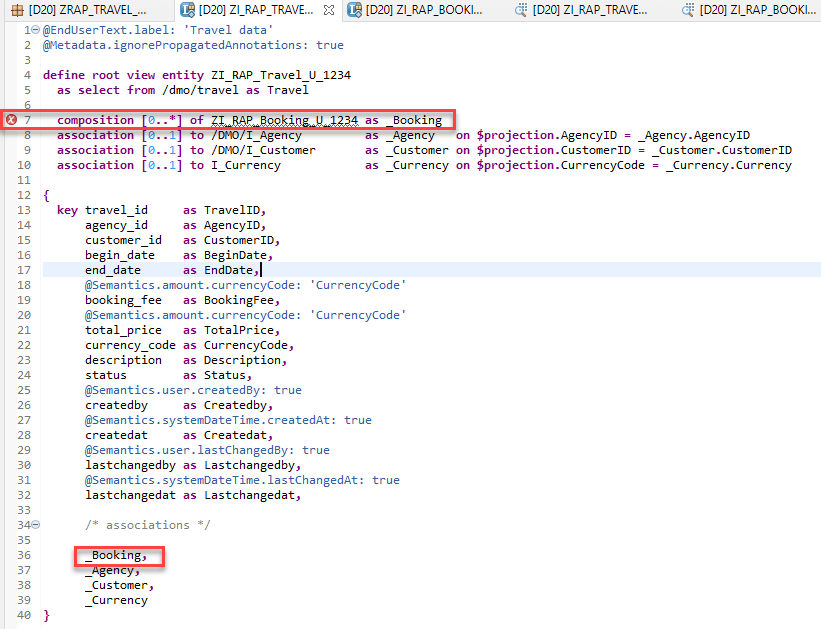 [D20] ZRAP_TRAVEL_... [D20] ZI_RAP_TRAVE... [D20] ZI_RAP_BOOKI... [D20] ZI_RAP_TRAVE... [D20] ZI_RAP_BOOKI...
1 @EndUserText.label: 'Travel data'
2 @Metadata.ignorePropagatedAnnotations: true
3
4 define root view entity ZI_RAP_Travel_U_1234
5 as select from /dmo/travel as Travel
6
7 composition [0..*] of ZI_RAP_Booking_U_1234 as _Booking
8 association [0..1] to /DMO/I_Agency as _Agency on $projection.AgencyID = _Agency.AgencyID
9 association [0..1] to /DMO/I_Customer as _Customer on $projection.CustomerID = _Customer.CustomerID
10 association [0..1] to I_Currency as _Currency on $projection.CurrencyCode = _Currency.Currency
11
12 {
13 key travel_id as TravelID,
14 agency_id as AgencyID,
15 customer_id as CustomerID,
16 begin_date as BeginDate,
17 end_date as EndDate,
18 @Semantics.amount.currencyCode: 'CurrencyCode'
19 booking_fee as BookingFee,
20 @Semantics.amount.currencyCode: 'CurrencyCode'
21 total_price as TotalPrice,
22 currency_code as CurrencyCode,
23 description as Description,
24 status as Status,
25 @Semantics.user.createdBy: true
26 createdby as Createdby,
27 @Semantics.systemDateTime.createdAt: true
28 createdat as Createdat,
29 @Semantics.user.lastChangedBy: true
30 lastchangedby as Lastchangedby,
31 @Semantics.systemDateTime.lastChangedAt: true
32 lastchangedat as Lastchangedat,
33
34 /* associations */
35
36 _Booking,
37 _Agency,
38 _Customer,
39 _Currency
40 }